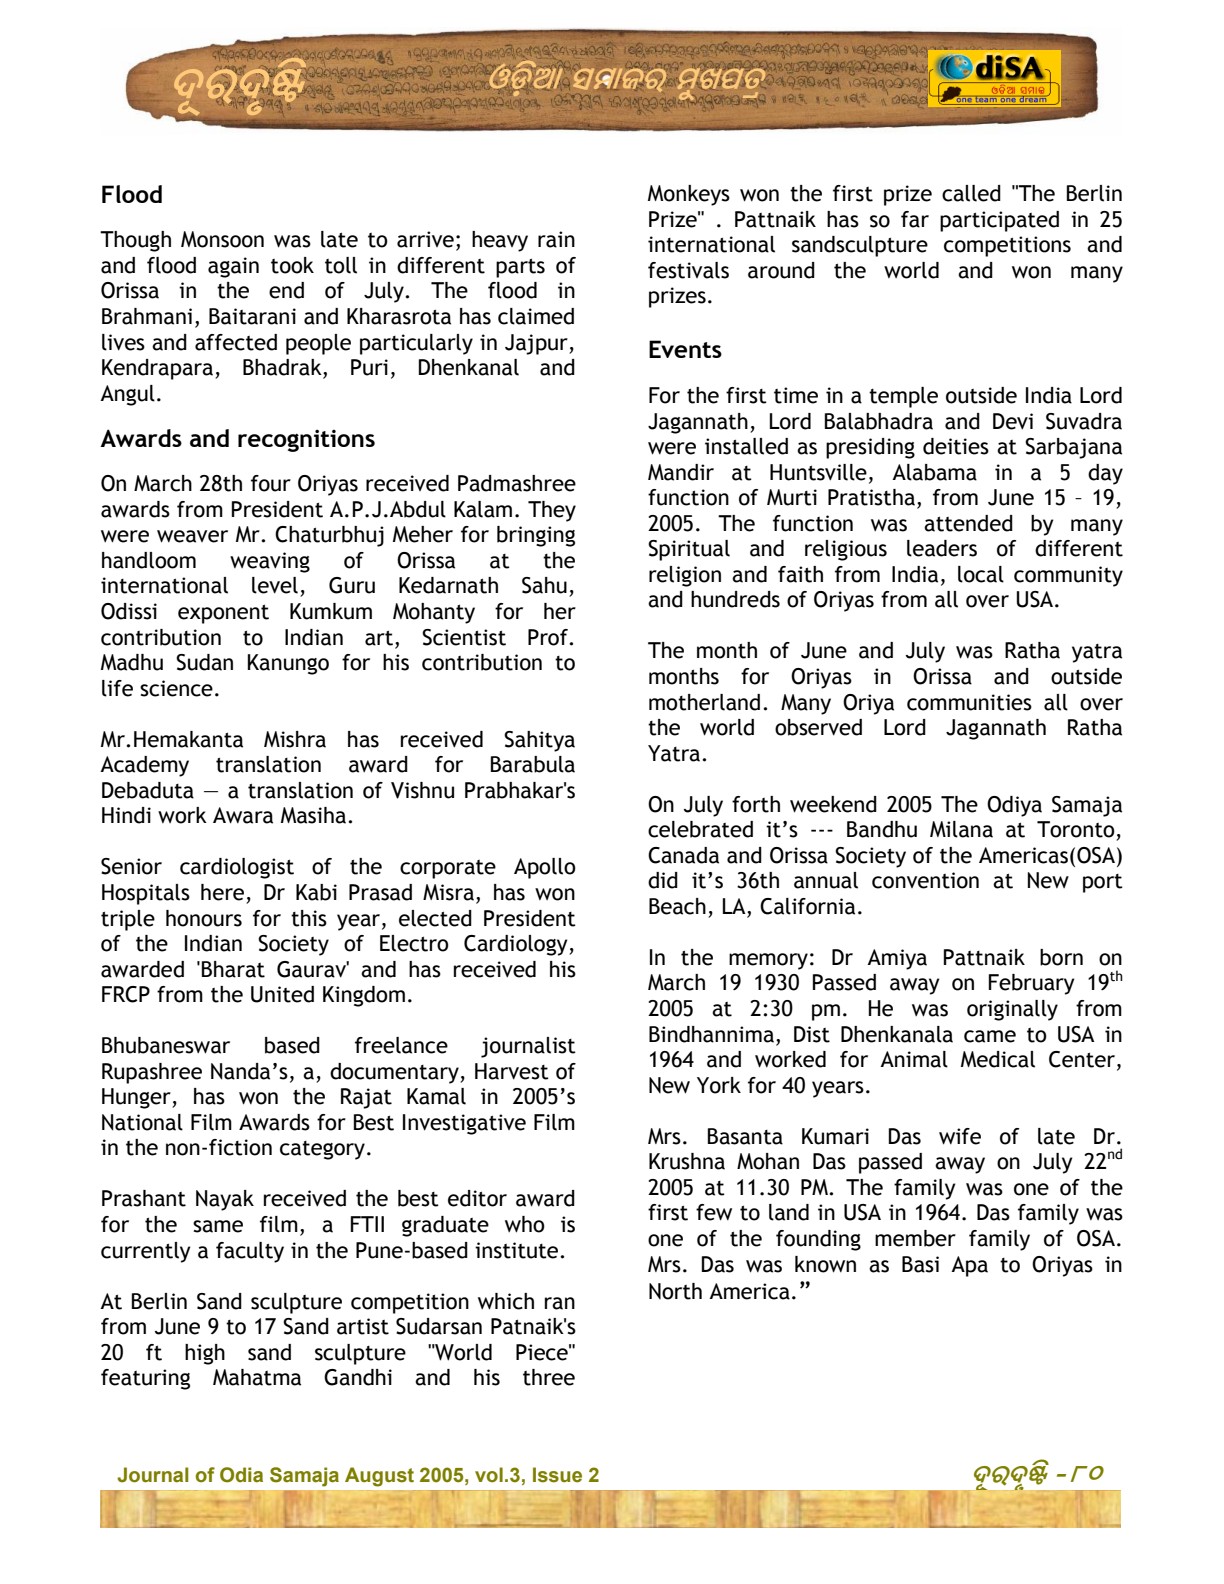 ଦୂରଦୃଷ୍ଟି
ଓଡ଼ିଆ ସମାଜର ମୁଖପତ୍ର
diSA
ଓଡ଼ିଆ ସମାଜ
one team one dream
Flood
Though Monsoon was late to arrive; heavy rain
and flood again took toll in different parts of
Orissa in the end of July. The flood in
Brahmani, Baitarani and Kharasrota has claimed
lives and affected people particularly in Jajpur,
Kendrapara, Bhadrak, Puri, Dhenkanal and
Angul.
Awards and recognitions
On March 28th four Oriyas received Padmashree
awards from President A.P.J.Abdul Kalam. They
were weaver Mr. Chaturbhuj Meher for bringing
handloom weaving of Orissa at the
international level, Guru Kedarnath Sahu,
Odissi exponent Kumkum Mohanty for her
contribution to Indian art, Scientist Prof.
Madhu Sudan Kanungo for his contribution to
life science.
Mr.Hemakanta Mishra has received Sahitya
Academy translation award for Barabula
Debaduta — a translation of Vishnu Prabhakar's
Hindi work Awara Masiha.
Senior cardiologist of the corporate Apollo
Hospitals here, Dr Kabi Prasad Misra, has won
triple honours for this year, elected President
of the Indian Society of Electro Cardiology,
awarded 'Bharat Gaurav' and has received his
FRCP from the United Kingdom.
Bhubaneswar based freelance journalist
Rupashree Nanda’s, a, documentary, Harvest of
Hunger, has won the Rajat Kamal in 2005’s
National Film Awards for Best Investigative Film
in the non-fiction category.
Prashant Nayak received the best editor award
for the same film, a FTII graduate who is
currently a faculty in the Pune-based institute.
At Berlin Sand sculpture competition which ran
from June 9 to 17 Sand artist Sudarsan Patnaik's
20 ft high sand sculpture "World Piece"
featuring Mahatma Gandhi and his three
Monkeys won the first prize called "The Berlin
Prize" . Pattnaik has so far participated in 25
international sandsculpture competitions and
festivals around the world and won many
prizes.
Events
For the first time in a temple outside India Lord
Jagannath, Lord Balabhadra and Devi Suvadra
were installed as presiding deities at Sarbajana
Mandir at Huntsville, Alabama in a 5 day
function of Murti Pratistha, from June 15 – 19,
2005. The function was attended by many
Spiritual and religious leaders of different
religion and faith from India, local community
and hundreds of Oriyas from all over USA.
The month of June and July was Ratha yatra
months for Oriyas in Orissa and outside
motherland. Many Oriya communities all over
the world observed Lord Jagannath Ratha
Yatra.
On July forth weekend 2005 The Odiya Samaja
celebrated it’s --- Bandhu Milana at Toronto,
Canada and Orissa Society of the Americas(OSA)
did it’s 36th annual convention at New port
Beach, LA, California.
In the memory: Dr Amiya Pattnaik born on
March 19 1930 Passed away on February 19th
2005 at 2:30 pm. He was originally from
Bindhannima, Dist Dhenkanala came to USA in
1964 and worked for Animal Medical Center,
New York for 40 years.
Mrs. Basanta Kumari Das wife of late Dr.
Krushna Mohan Das passed away on July 22nd
2005 at 11.30 PM. The family was one of the
first few to land in USA in 1964. Das family was
one of the founding member family of OSA.
Mrs. Das was known as Basi Apa to Oriyas in
North America.”
Journal of Odia Samaja August 2005, vol.3, Issue 2
ଦୂରଦୃଷ୍ଟି -୮୦